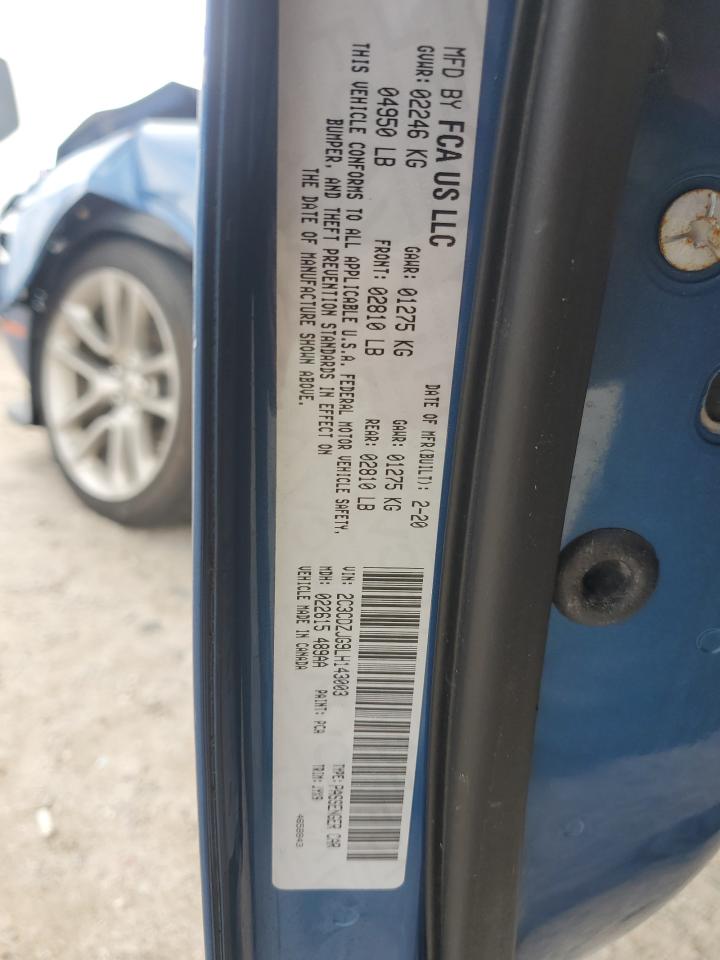 MFD BY FCA US LLC
DATE OF MFR(BUILT): 2-20
GVWR: 02246 KG
04950 LB
GAWR: 01275 KG
FRONT: 02810 LB
GAWR: 01275 KG
REAR: 02810 LB
THIS VEHICLE CONFORMS TO ALL APPLICABLE U.S.A. FEDERAL MOTOR VEHICLE SAFETY,
BUMPER, AND THEFT PREVENTION STANDARDS IN EFFECT ON
THE DATE OF MANUFACTURE SHOWN ABOVE.
VIN: 2C3CDZJG9LH143003
TYPE: PASSENGER CAR
MDH: 022615 489AA
PAINT: PCA
TRIM:
VEHICLE MADE IN CANADA